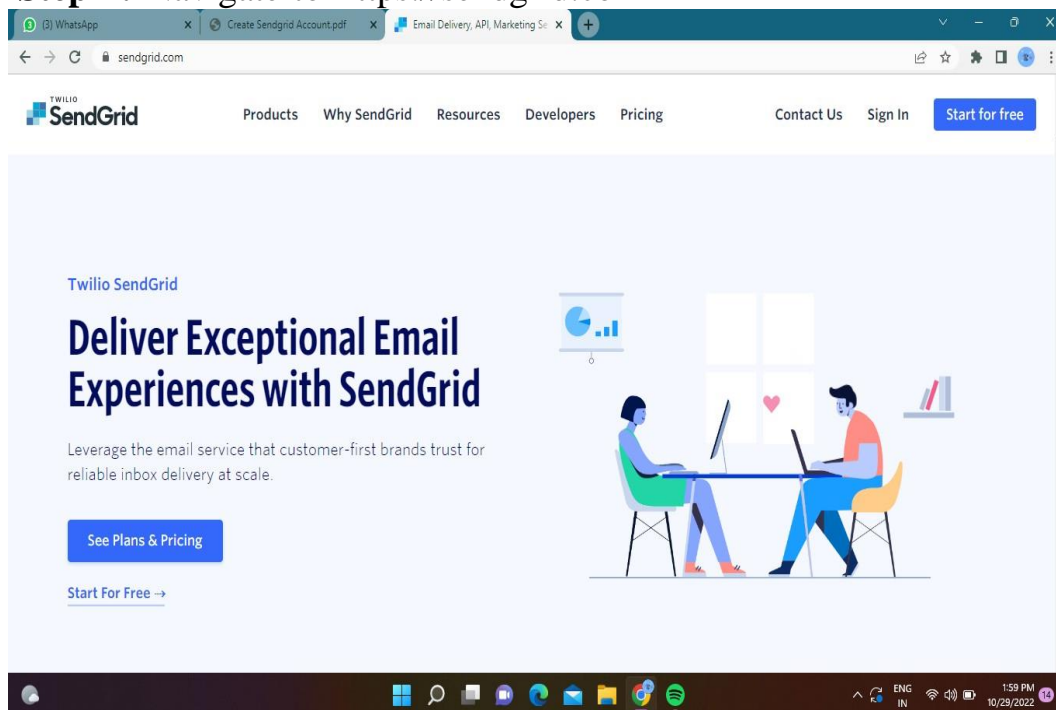 (3) WhatsApp
Create Sendgrid Account.pdf
Email Delivery, API, Marketing Se
sendgrid.com
TWILIO
SendGrid
Products Why SendGrid Resources Developers Pricing Contact Us Sign In Start for free
Twilio SendGrid
Deliver Exceptional Email
Experiences with SendGrid
Leverage the email service that customer-first brands trust for
reliable inbox delivery at scale.
See Plans & Pricing
Start For Free →
ENG
IN
1:59 PM
10/29/2022
14